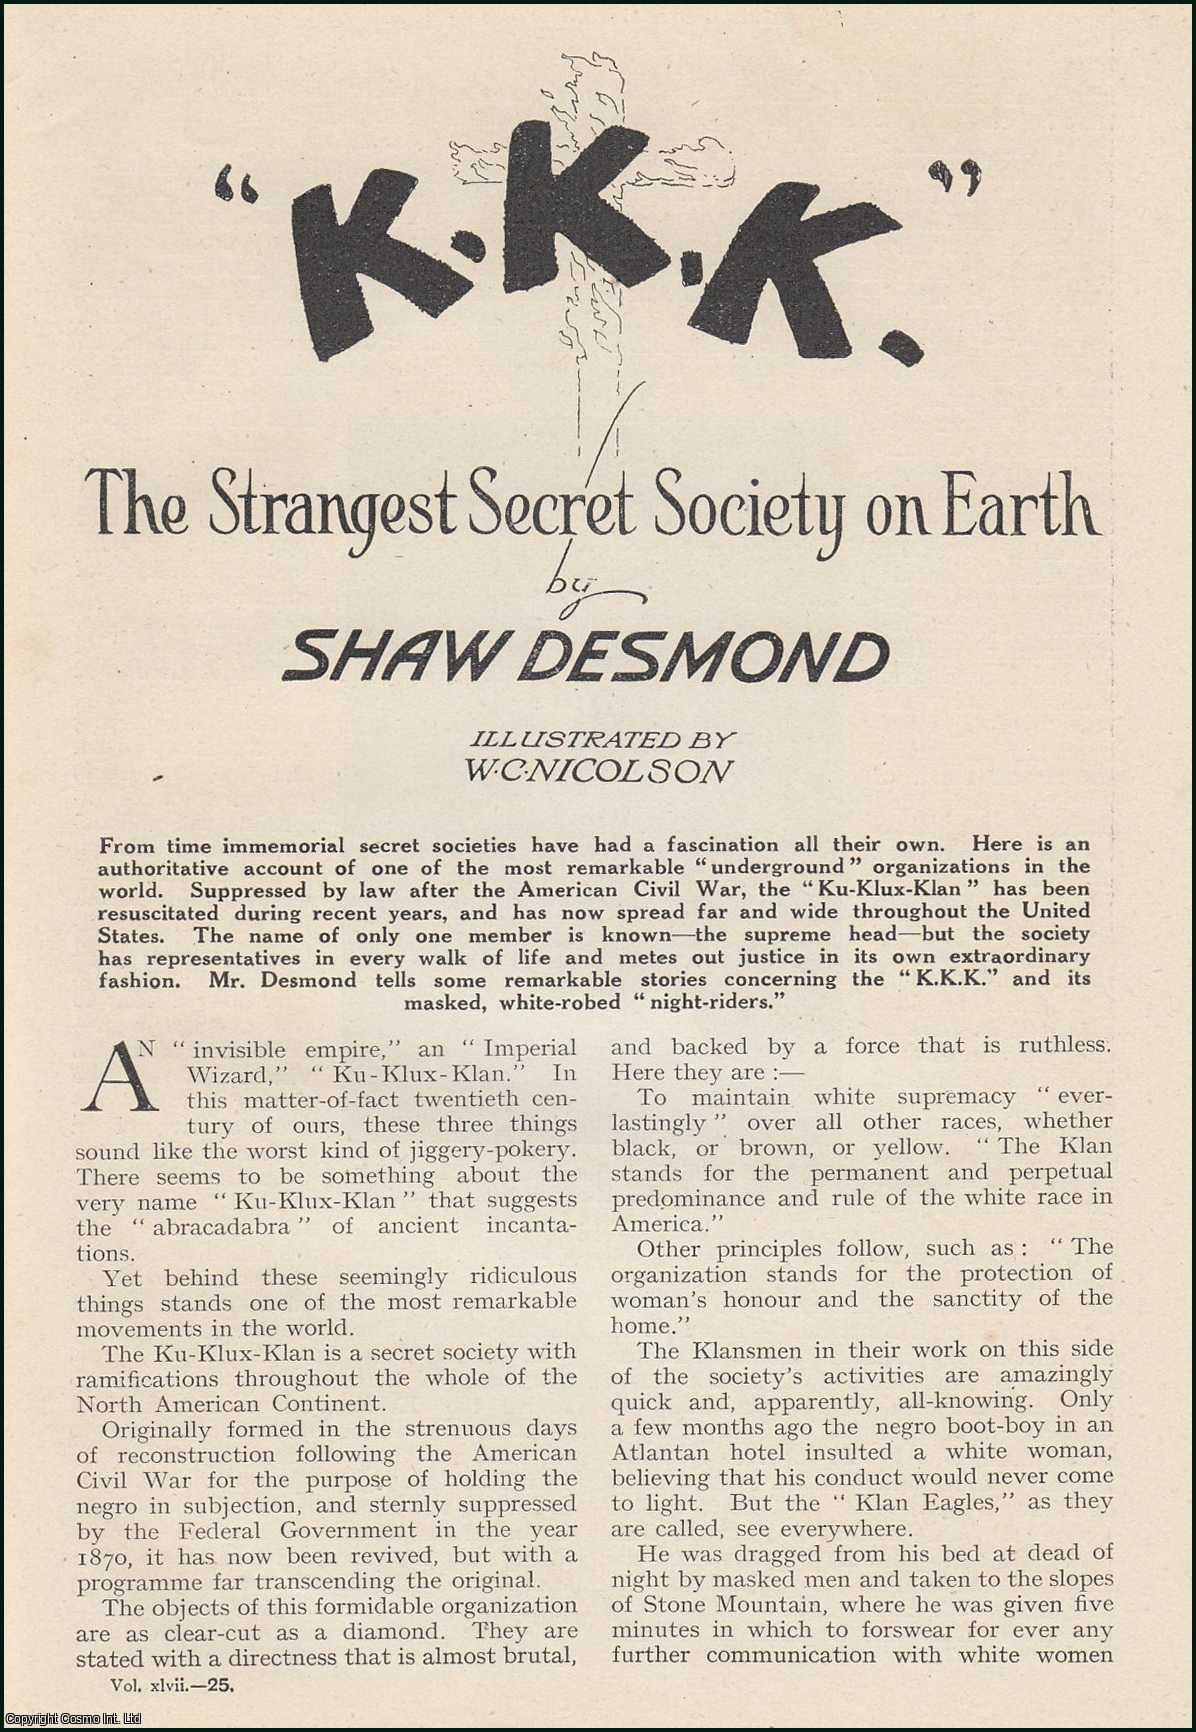 “K.K.K.”
The Strangest Secret Society on Earth
by
SHAW DESMOND
ILLUSTRATED BY
W·C·NICOLSON
From time immemorial secret societies have had a fascination all their own. Here is an
authoritative account of one of the most remarkable “underground” organizations in the
world. Suppressed by law after the American Civil War, the “Ku-Klux-Klan” has been
resuscitated during recent years, and has now spread far and wide throughout the United
States. The name of only one member is known—the supreme head—but the society
has representatives in every walk of life and metes out justice in its own extraordinary
fashion. Mr. Desmond tells some remarkable stories concerning the “K.K.K.” and its
masked, white-robed “night-riders.”
AN “invisible empire,” an “Imperial
Wizard,” “Ku-Klux-Klan.” In
this matter-of-fact twentieth cen-
tury of ours, these three things
sound like the worst kind of jiggery-pokery.
There seems to be something about the
very name “Ku-Klux-Klan” that suggests
the “abracadabra” of ancient incanta-
tions.
Yet behind these seemingly ridiculous
things stands one of the most remarkable
movements in the world.
The Ku-Klux-Klan is a secret society with
ramifications throughout the whole of the
North American Continent.
Originally formed in the strenuous days
of reconstruction following the American
Civil War for the purpose of holding the
negro in subjection, and sternly suppressed
by the Federal Government in the year
1870, it has now been revived, but with a
programme far transcending the original.
The objects of this formidable organization
are as clear-cut as a diamond. They are
stated with a directness that is almost brutal,
Vol. xlvii.—25.
and backed by a force that is ruthless.
Here they are :—
To maintain white supremacy “ever-
lastingly” over all other races, whether
black, or brown, or yellow. “The Klan
stands for the permanent and perpetual
predominance and rule of the white race in
America.”
Other principles follow, such as: “The
organization stands for the protection of
woman's honour and the sanctity of the
home.”
The Klansmen in their work on this side
of the society's activities are amazingly
quick and, apparently, all-knowing. Only
a few months ago the negro boot-boy in an
Atlantan hotel insulted a white woman,
believing that his conduct would never come
to light. But the “Klan Eagles,” as they
are called, see everywhere.
He was dragged from his bed at dead of
night by masked men and taken to the slopes
of Stone Mountain, where he was given five
minutes in which to forswear for ever any
further communication with white women
Copyright Cosmo Int. Ltd